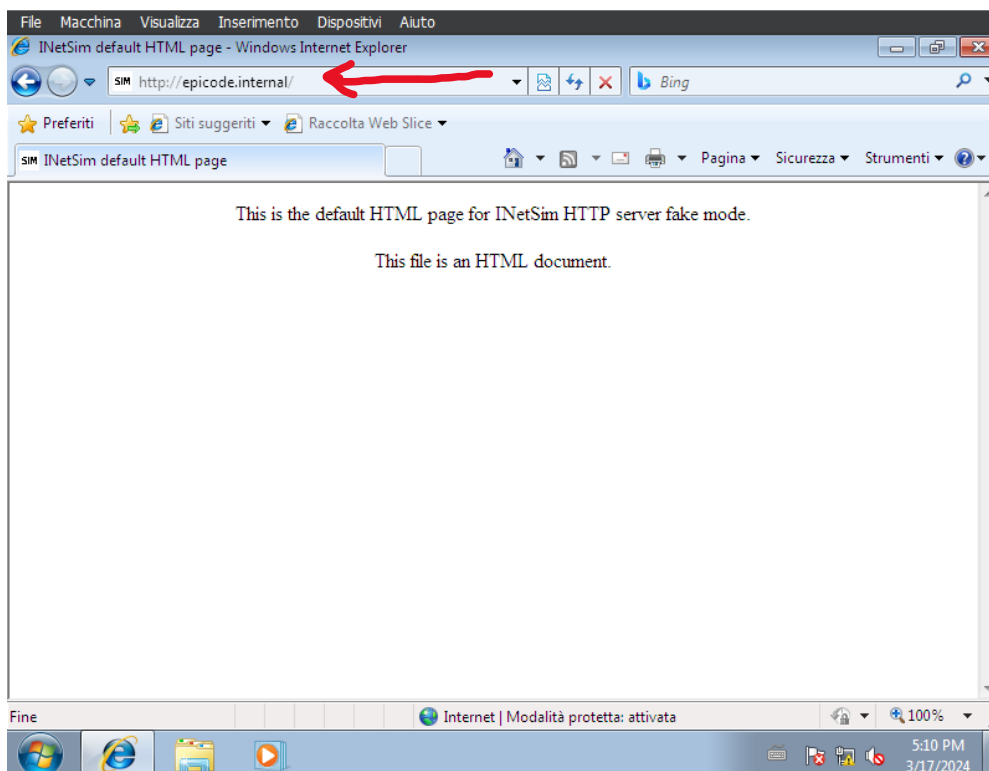 File Macchina Visualizza Inserimento Dispositivi Aiuto
INetSim default HTML page - Windows Internet Explorer
SIM http://epicode.internal/ Bing
Preferiti Siti suggeriti Raccolta Web Slice
SIM INetSim default HTML page Pagina Sicurezza Strumenti
This is the default HTML page for INetSim HTTP server fake mode.
This file is an HTML document.
Fine Internet | Modalità protetta: attivata 100%
5:10 PM
3/17/2024